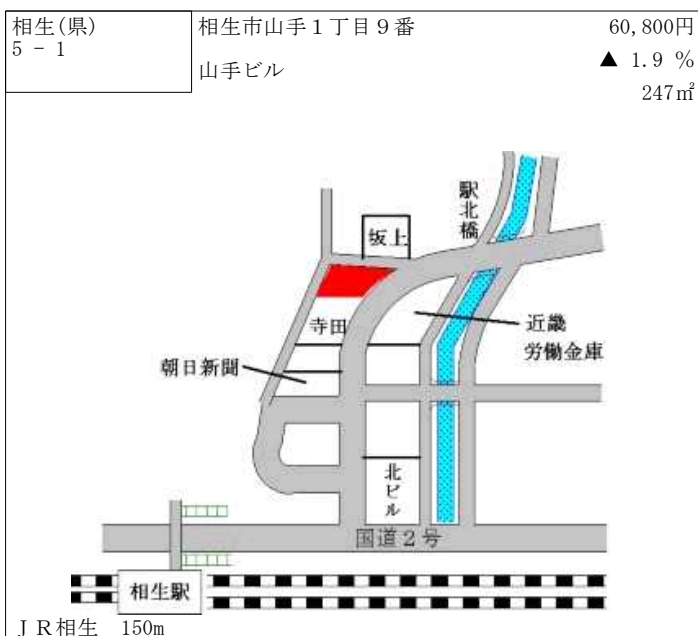 相生(県)
5 - 1
相生市山手１丁目９番
山手ビル
60,800円
▲ 1.9 %
247㎡
駅北橋
坂上
寺田
近畿
労働金庫
朝日新聞
北ビル
国道２号
相生駅
ＪＲ相生 150m